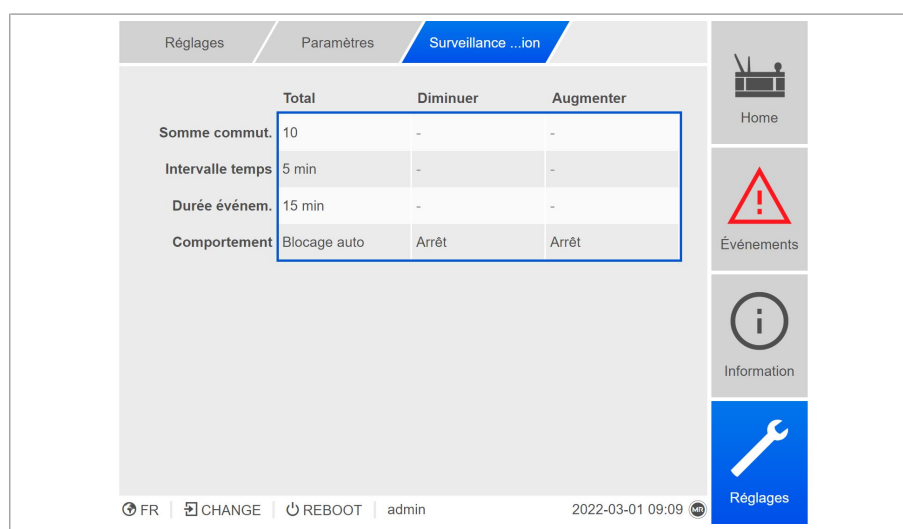 Réglages Paramètres Surveillance ...ion
Total Diminuer Augmenter
Somme commut. 10 - -
Intervalle temps 5 min - -
Durée événem. 15 min - -
Comportement Blocage auto Arrêt Arrêt
Home
Événements
Information
Réglages
FR CHANGE REBOOT admin 2022-03-01 09:09 MR